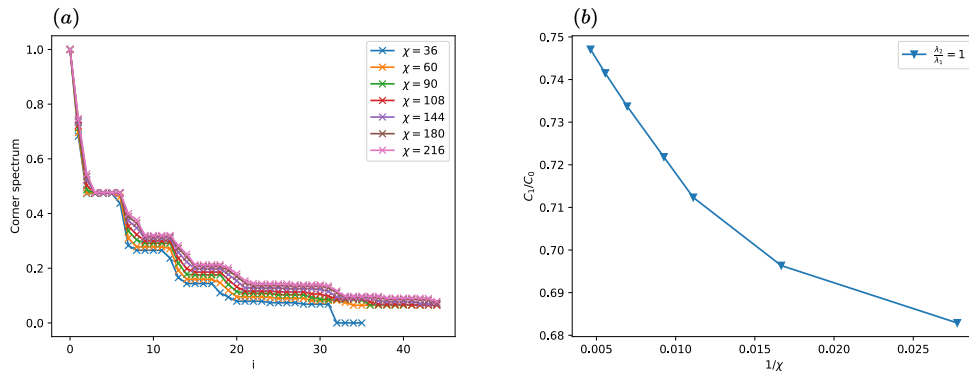 (a)
Corner spectrum
1.0
0.8
0.6
0.4
0.2
0.0
0
10
20
30
40
i
χ = 36
χ = 60
χ = 90
χ = 108
χ = 144
χ = 180
χ = 216
(b)
C₁/C₀
0.75
0.74
0.73
0.72
0.71
0.70
0.69
0.68
0.005
0.010
0.015
0.020
0.025
1/χ
λ₂/λ₁ = 1